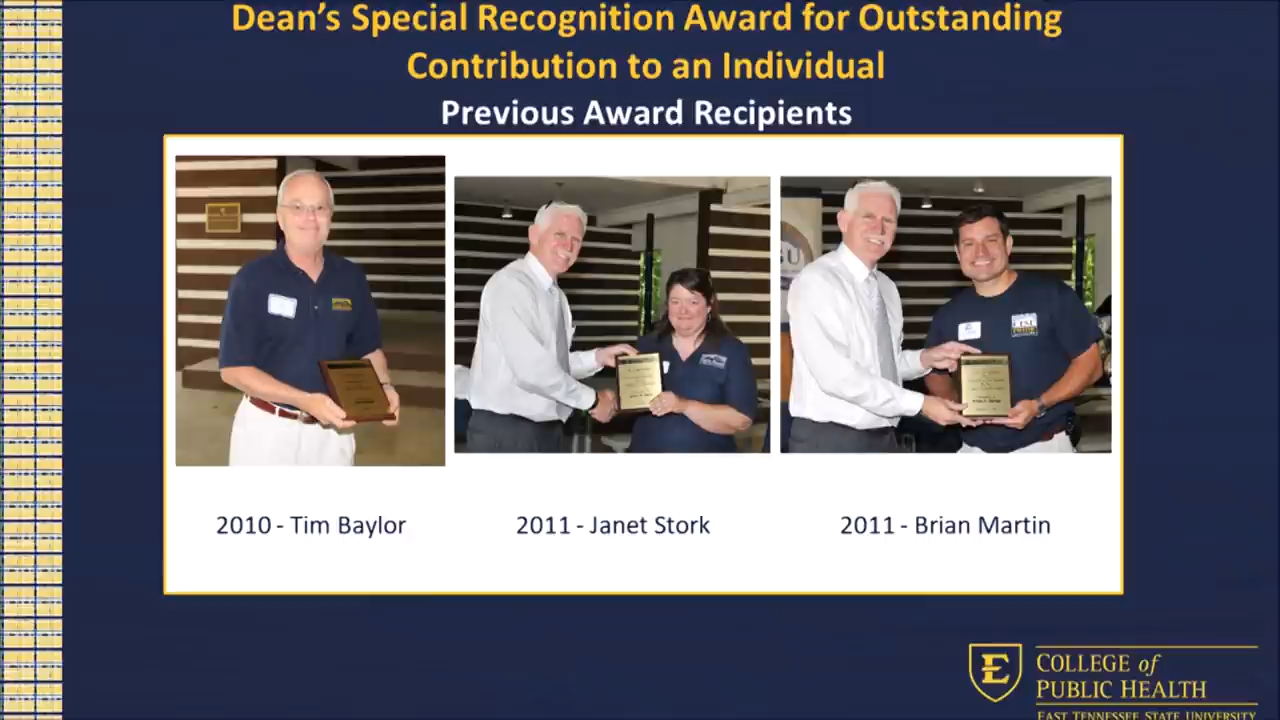 Dean’s Special Recognition Award for Outstanding
Contribution to an Individual
Previous Award Recipients
2010 - Tim Baylor
2011 - Janet Stork
2011 - Brian Martin
E
COLLEGE of
PUBLIC HEALTH
EAST TENNESSEE STATE UNIVERSITY